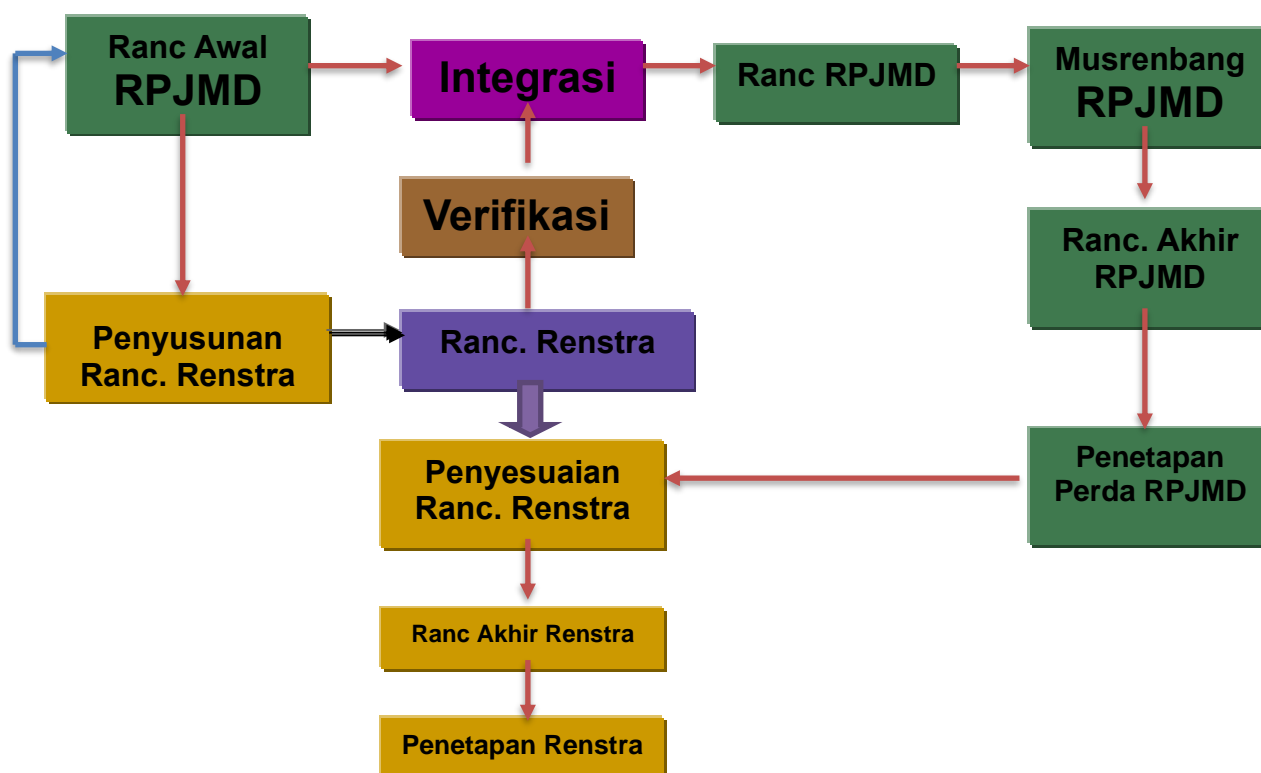 Ranc Awal
RPJMD
Integrasi
Ranc RPJMD
Musrenbang
RPJMD
Verifikasi
Ranc. Akhir
RPJMD
Penyusunan
Ranc. Renstra
Ranc. Renstra
Penyesuaian
Ranc. Renstra
Penetapan
Perda RPJMD
Ranc Akhir Renstra
Penetapan Renstra